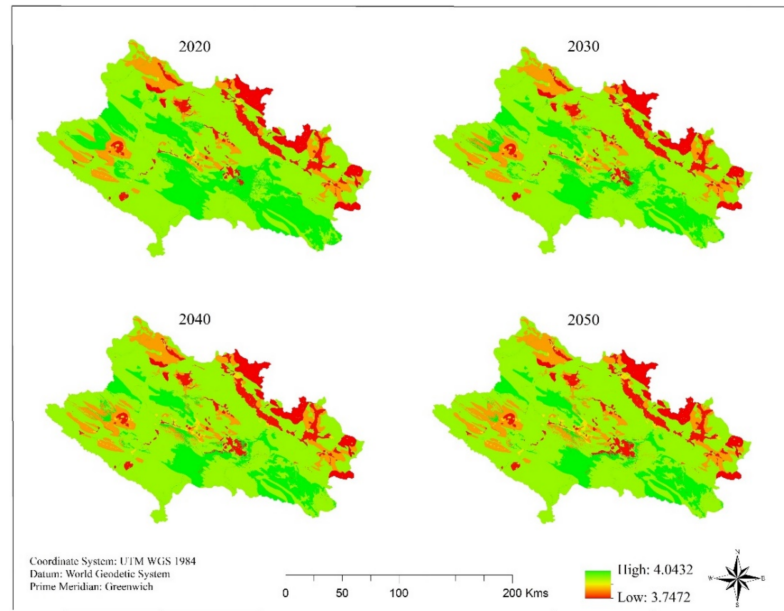 2020
2030
2040
2050
Coordinate System: UTM WGS 1984
Datum: World Geodetic System
Prime Meridian: Greenwich
0 50 100 200 Kms
High: 4.0432
Low: 3.7472
N
W
E
S